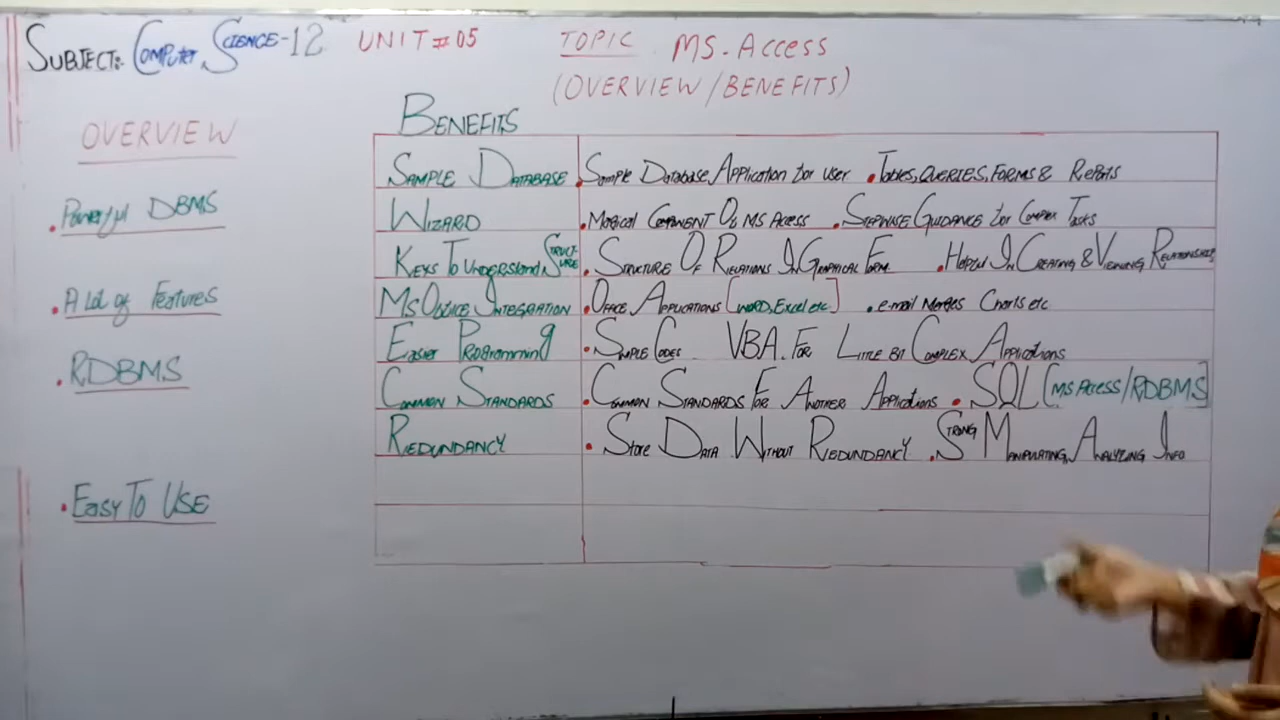 SUBJECT: COMPUTER SCIENCE-12 UNIT # 05 TOPIC MS. ACCESS
(OVERVIEW/BENEFITS)
OVERVIEW
. Powerful DBMS
. A Lot of Features
. RDBMS
. EASY TO USE
BENEFITS
SAMPLE DATABASE . Sample DATABASE APPlication for user . Tables, QUERIES, FORMS & REPORTS
WIZARD . MAGICAL COMPONENT OF MS ACCESS . STEPWISE GUIDANCE for COMPLEX TASKS
KEYS TO UNDERSTAND STRUCTURE . STRUCTURE OF RELATIONS IN GRAPHICAL FORM . HELPFUL IN CREATING & VIEWING RELATIONSHIP
MS OFFICE INTEGRATION . OFFICE APPLICATIONS [WORD, Excel etc] . e-mail Merges Charts etc
EASIER PROGramminG . SIMPLE CODES VBA. FOR LITTLE BIT COMPLEX APPLICATIONS
COMMON STANDARDS . COMMON STANDARDS FOR ANOTHER APPLICATIONS . SQL [MS ACCESS/RDBMS]
REDUNDANCY . STORE DATA WITHOUT REDUNDANCY . STRONG MANIPULATING, ANALYZING INFO